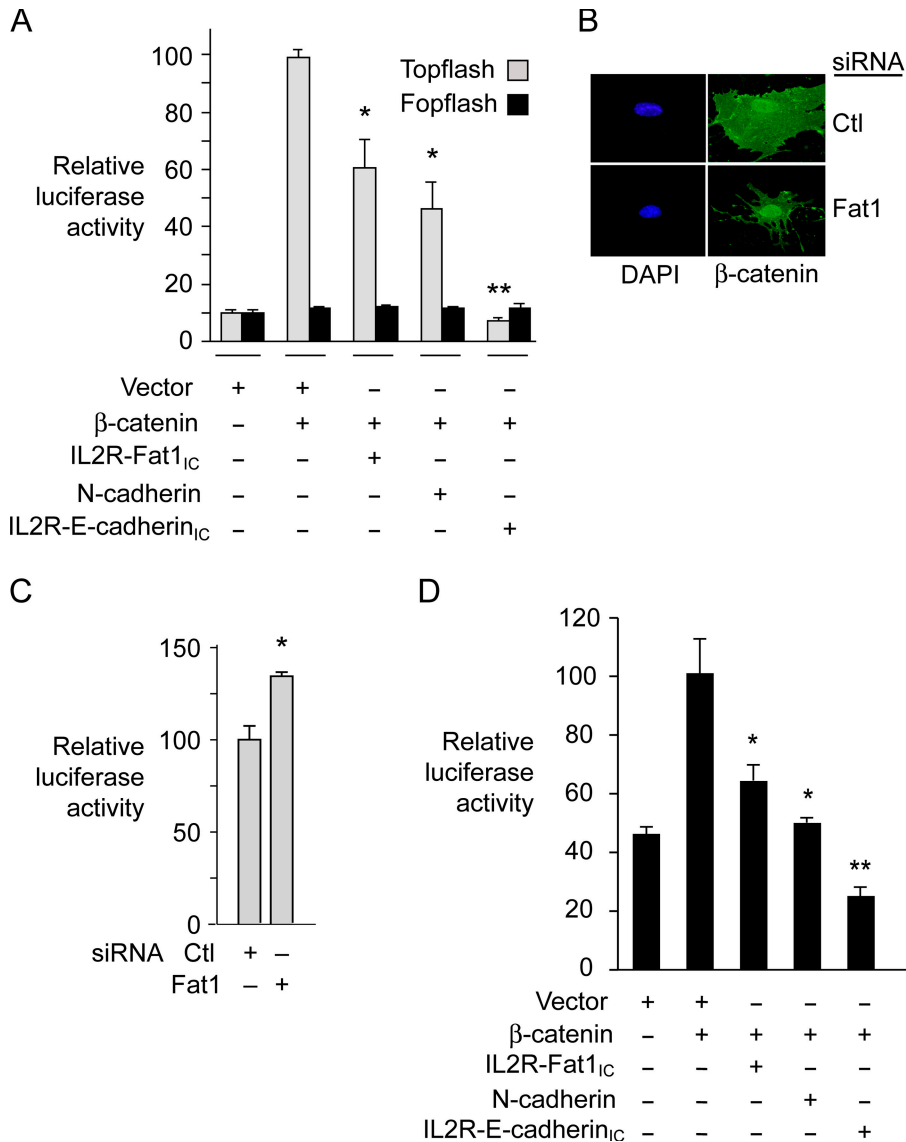 A
100
80
60
40
20
0
Relative
luciferase
activity
Topflash
Fopflash
*
*
**
Vector + + – – –
β-catenin – + + + +
IL2R-Fat1IC – – + – –
N-cadherin – – – + –
IL2R-E-cadherinIC – – – – +
B
siRNA
Ctl
Fat1
DAPI β-catenin
C
150
100
50
0
Relative
luciferase
activity
*
siRNA Ctl + –
Fat1 – +
D
120
100
80
60
40
20
0
Relative
luciferase
activity
*
*
**
Vector + + – – –
β-catenin – + + + +
IL2R-Fat1IC – – + – –
N-cadherin – – – + –
IL2R-E-cadherinIC – – – – +